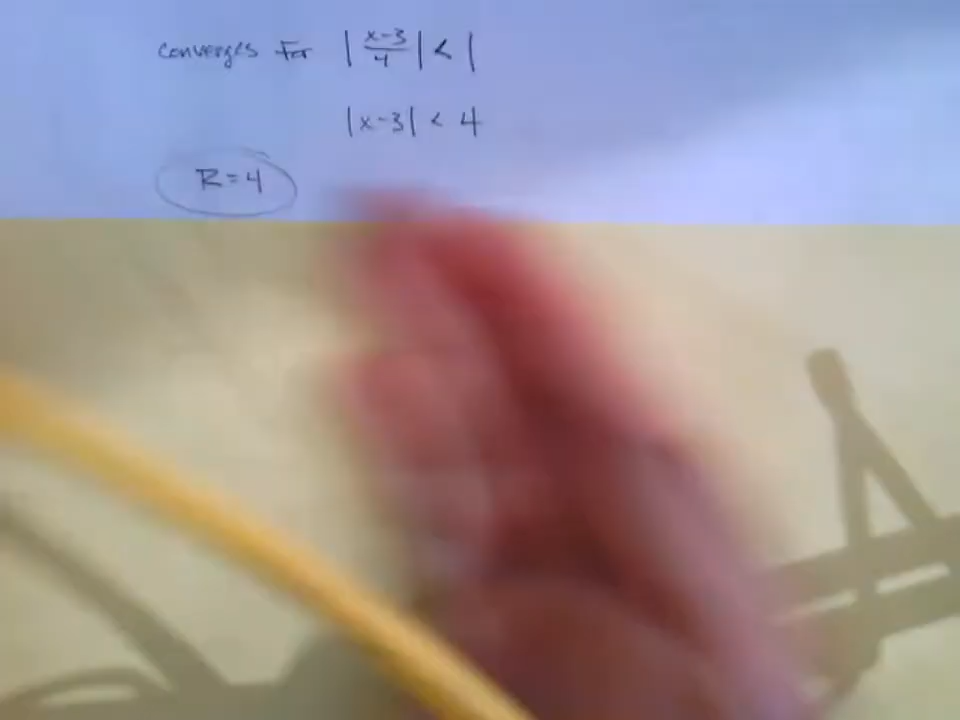 converges for |x-3/4| < 1
|x-3| < 4
R=4